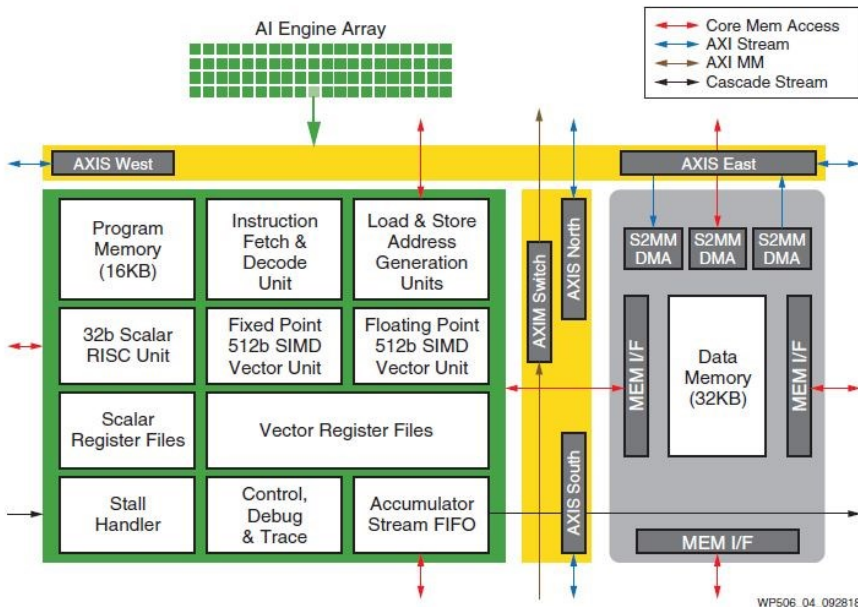 AI Engine Array
Core Mem Access
AXI Stream
AXI MM
Cascade Stream
AXIS West
AXIS East
Program
Memory
(16KB)
Instruction
Fetch &
Decode
Unit
Load & Store
Address
Generation
Units
32b Scalar
RISC Unit
Fixed Point
512b SIMD
Vector Unit
Floating Point
512b SIMD
Vector Unit
Scalar
Register Files
Vector Register Files
Stall
Handler
Control,
Debug
& Trace
Accumulator
Stream FIFO
AXIM Switch
AXIS North
AXIS South
S2MM
DMA
S2MM
DMA
S2MM
DMA
MEM I/F
Data
Memory
(32KB)
MEM I/F
MEM I/F
WP506_04_092818